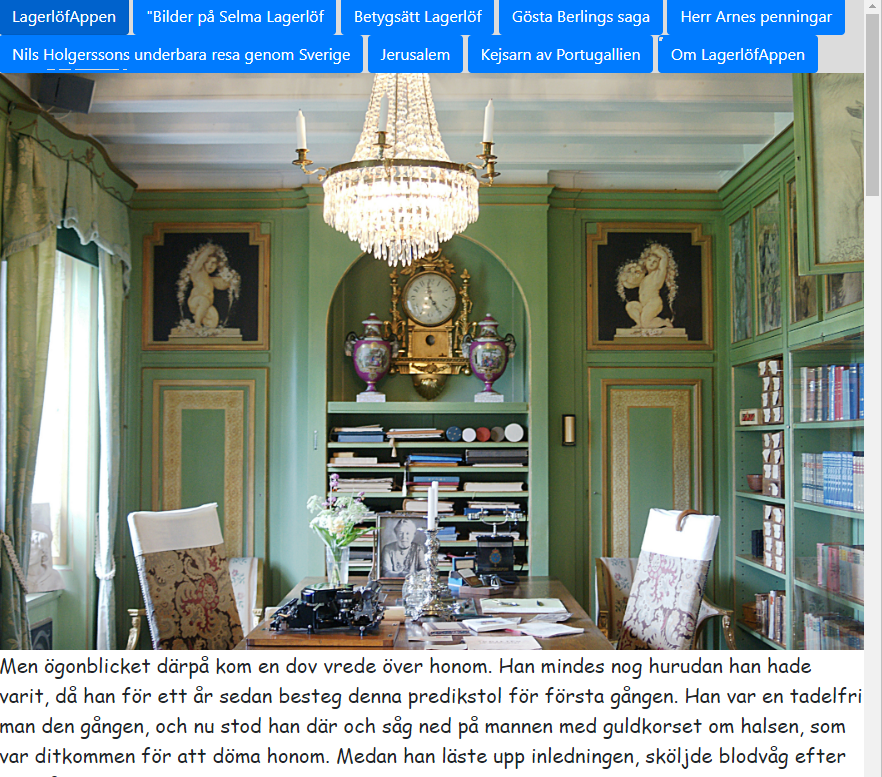 LagerlöfAppen "Bilder på Selma Lagerlöf Betygsätt Lagerlöf Gösta Berlings saga Herr Arnes penningar
Nils Holgerssons underbara resa genom Sverige Jerusalem Kejsarn av Portugallien Om LagerlöfAppen
Men ögonblicket därpå kom en dov vrede över honom. Han mindes nog hurudan han hade
varit, då han för ett år sedan besteg denna predikstol för första gången. Han var en tadelfri
man den gången, och nu stod han där och såg ned på mannen med guldkorset om halsen, som
var ditkommen för att döma honom. Medan han läste upp inledningen, sköljde blodvåg efter